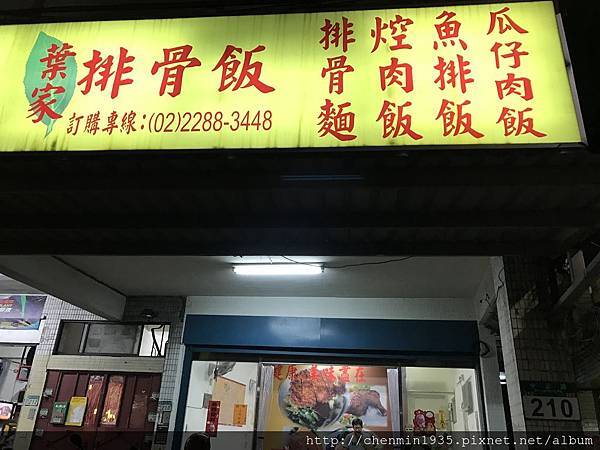 葉家
排骨飯
訂購專線:(02)2288-3448
排骨麵
焢肉飯
魚排飯
瓜仔肉飯
210
http://chenmin1935.pixnet.net/album